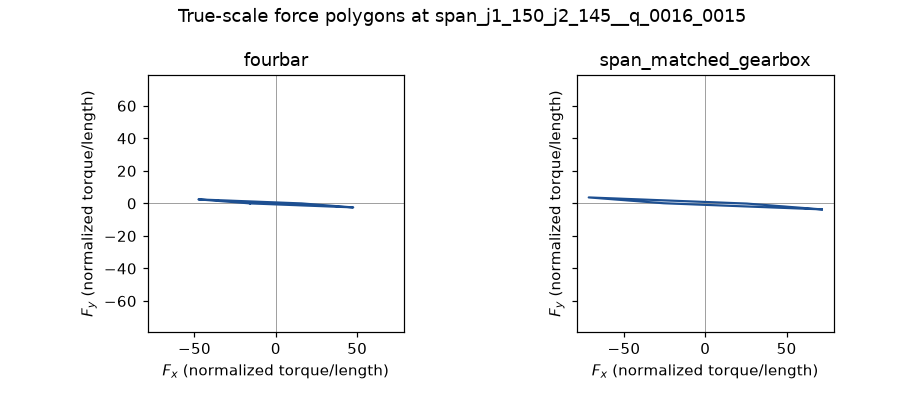 True-scale force polygons at span_j1_150_j2_145__q_0016_0015
fourbar
span_matched_gearbox
F_y (normalized torque/length)
60
40
20
0
−20
−40
−60
−50
0
50
F_x (normalized torque/length)
F_y (normalized torque/length)
−50
0
50
F_x (normalized torque/length)